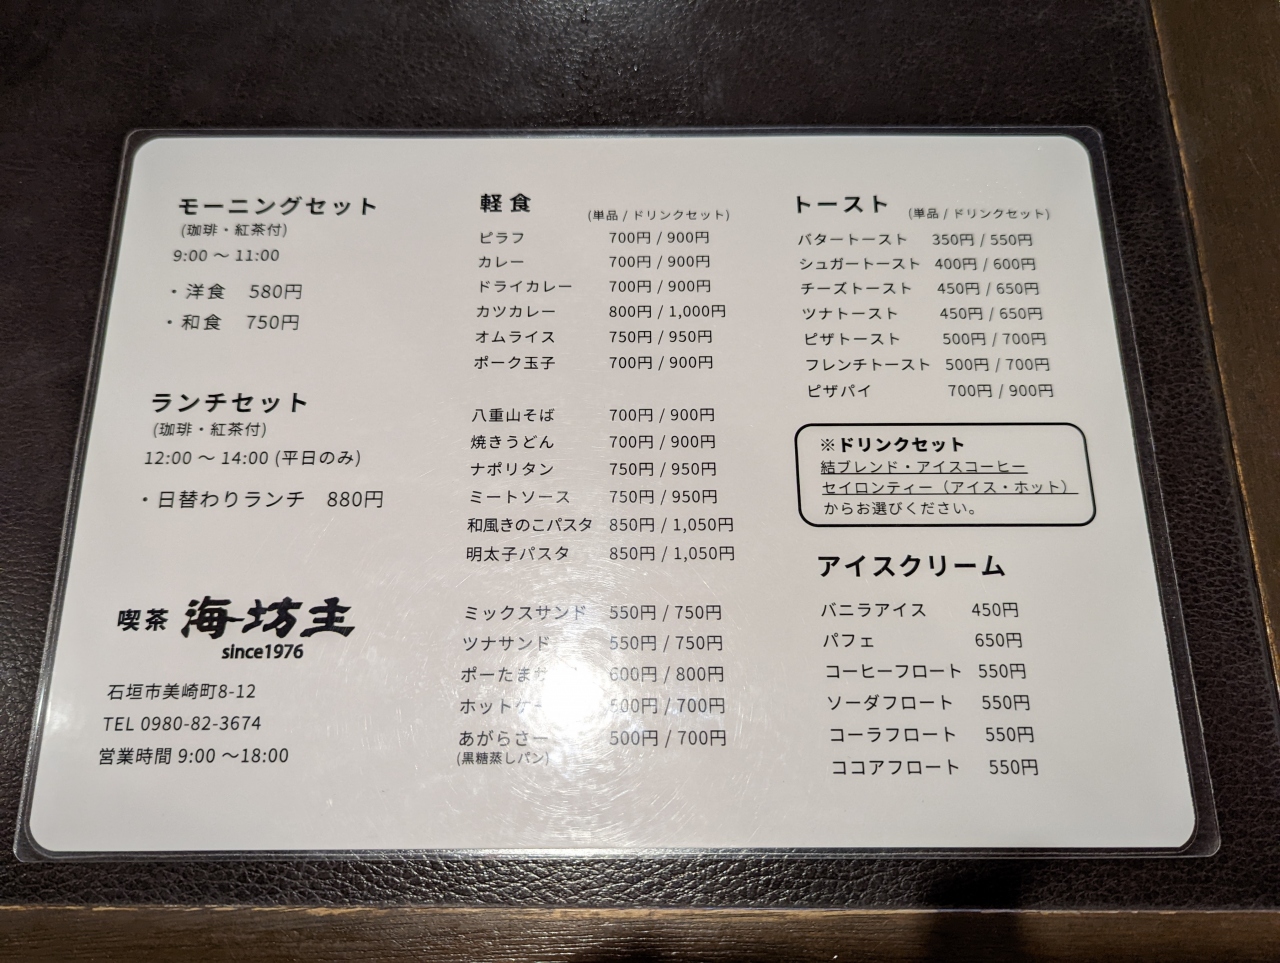 モーニングセット
(珈琲・紅茶付)
9:00 〜 11:00
・洋食 580円
・和食 750円
ランチセット
(珈琲・紅茶付)
12:00 〜 14:00 (平日のみ)
・日替わりランチ 880円
喫茶 海坊主
since1976
石垣市美崎町8-12
TEL 0980-82-3674
営業時間 9:00 〜18:00
軽食 (単品 / ドリンクセット)
ピラフ 700円 / 900円
カレー 700円 / 900円
ドライカレー 700円 / 900円
カツカレー 800円 / 1,000円
オムライス 750円 / 950円
ポーク玉子 700円 / 900円
八重山そば 700円 / 900円
焼きうどん 700円 / 900円
ナポリタン 750円 / 950円
ミートソース 750円 / 950円
和風きのこパスタ 850円 / 1,050円
明太子パスタ 850円 / 1,050円
ミックスサンド 550円 / 750円
ツナサンド 550円 / 750円
600円 / 800円
500円 / 700円
あがらさー 500円 / 700円
(黒糖蒸しパン)
トースト (単品 / ドリンクセット)
バタートースト 350円 / 550円
シュガートースト 400円 / 600円
チーズトースト 450円 / 650円
ツナトースト 450円 / 650円
ピザトースト 500円 / 700円
フレンチトースト 500円 / 700円
ピザパイ 700円 / 900円
※ドリンクセット
結ブレンド・アイスコーヒー
セイロンティー（アイス・ホット）
からお選びください。
アイスクリーム
バニラアイス 450円
パフェ 650円
コーヒーフロート 550円
ソーダフロート 550円
コーラフロート 550円
ココアフロート 550円